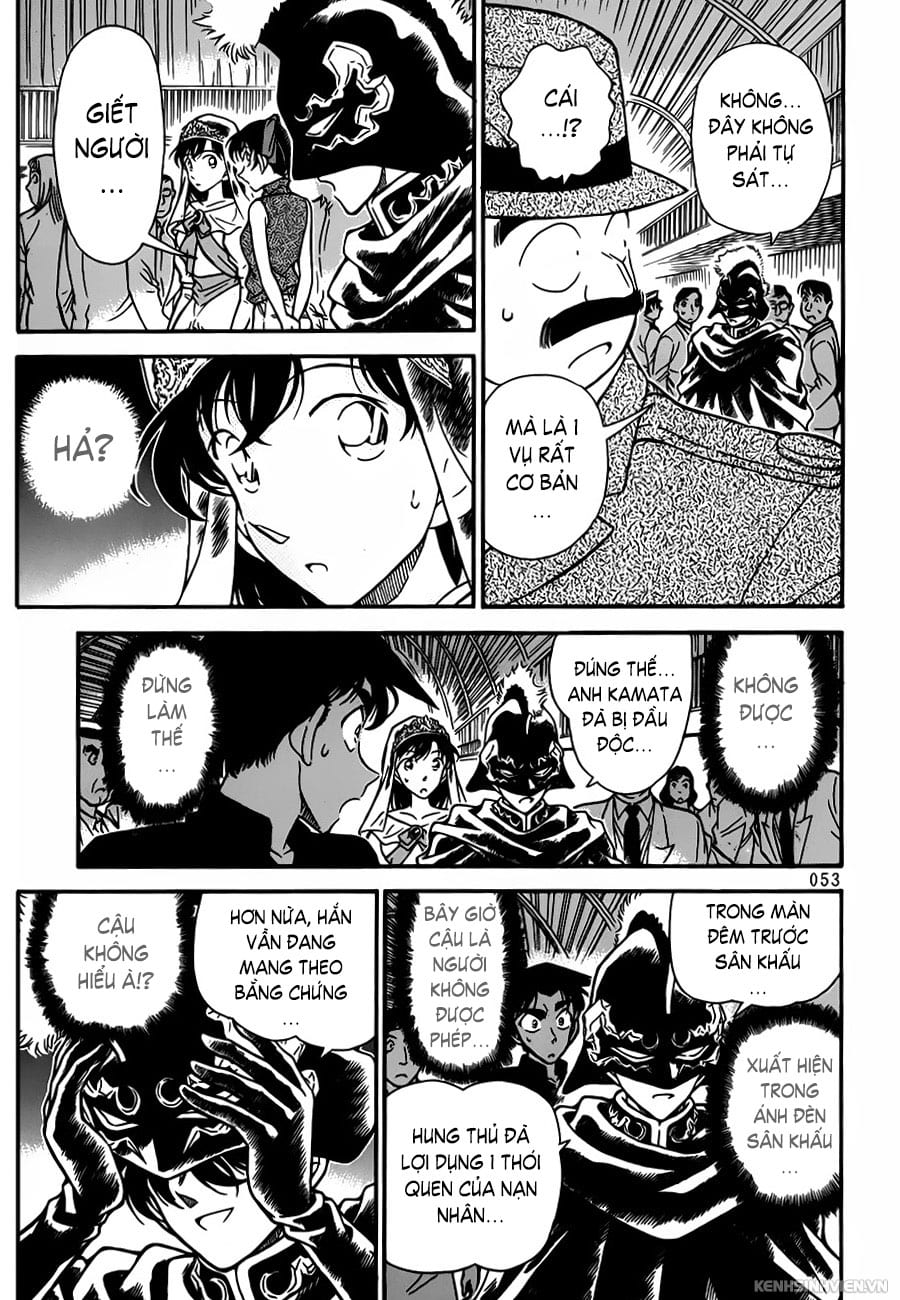 KHÔNG...
ĐÂY KHÔNG
PHẢI TỰ
SÁT...
CÁI
...!?
MÀ LÀ 1
VỤ RẤT
CƠ BẢN
...
GIẾT
NGƯỜI
...
HẢ?
KHÔNG
ĐƯỢC
...
ĐÚNG THẾ...
ANH KAMATA
ĐÃ BỊ ĐẦU
ĐỘC...
ĐỪNG
LÀM
THẾ
...
053
TRONG MÀN
ĐÊM TRƯỚC
SÂN KHẤU
...
XUẤT HIỆN
TRONG
ÁNH ĐÈN
SÂN KHẤU
...
BÂY GIỜ
CẬU LÀ
NGƯỜI
KHÔNG
ĐƯỢC
PHÉP...
HUNG THỦ ĐÃ
LỢI DỤNG 1 THÓI
QUEN CỦA NẠN
NHÂN...
HƠN NỮA, HẮN
VẪN ĐANG
MANG THEO
BẰNG CHỨNG
...
CẬU
KHÔNG
HIỂU À!?
KENHSINHVIEN.VN